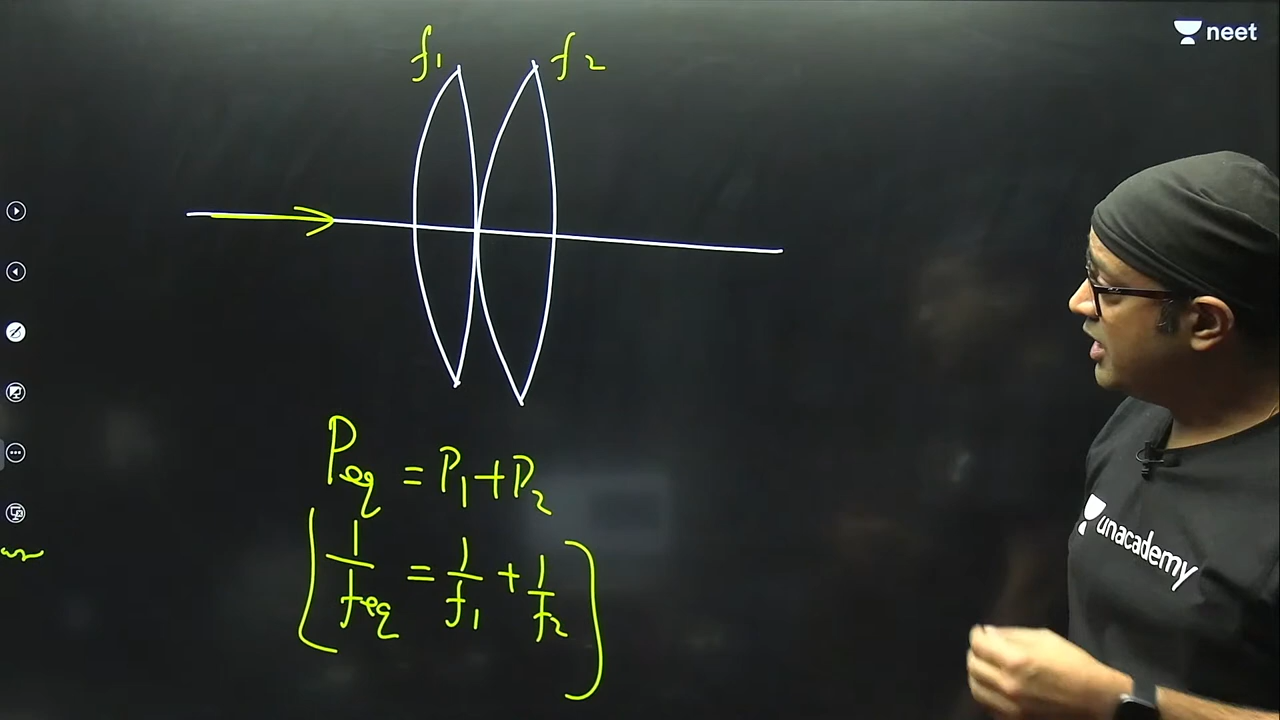 neet
f1 f2
Peq = P1 + P2
1/feq = 1/f1 + 1/f2
unacademy